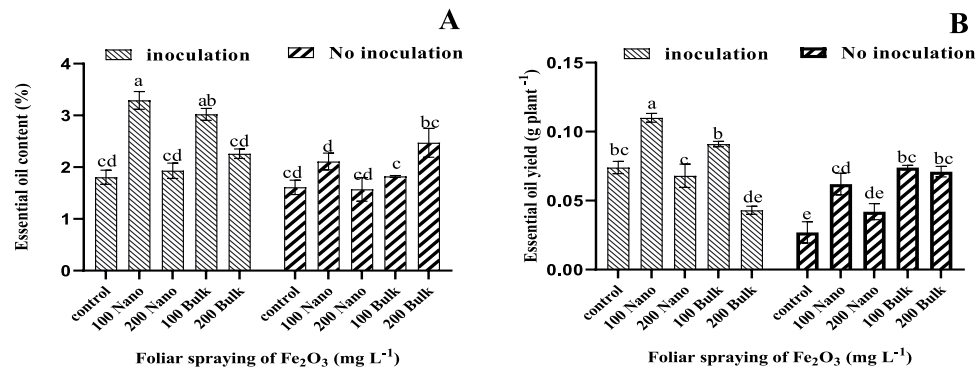 A
inoculation
No inoculation
Essential oil content (%)
4
3
2
1
0
cd
a
cd
ab
cd
cd
d
cd
c
bc
control
100 Nano
200 Nano
100 Bulk
200 Bulk
control
100 Nano
200 Nano
100 Bulk
200 Bulk
Foliar spraying of Fe₂O₃ (mg L⁻¹)
B
inoculation
No inoculation
Essential oil yield (g plant ⁻¹)
0.15
0.10
0.05
0.00
bc
a
c
b
de
e
cd
de
bc
bc
control
100 Nano
200 Nano
100 Bulk
200 Bulk
control
100 Nano
200 Nano
100 Bulk
200 Bulk
Foliar spraying of Fe₂O₃ (mg L⁻¹)